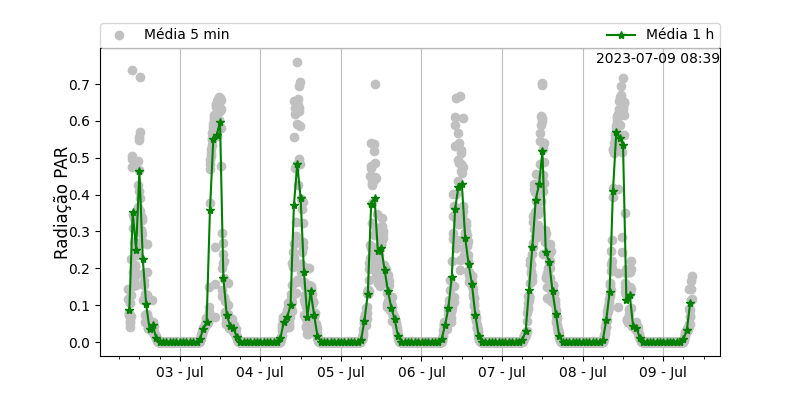 Média 5 min
Média 1 h
2023-07-09 08:39
Radiação PAR
0.7
0.6
0.5
0.4
0.3
0.2
0.1
0.0
03 - Jul
04 - Jul
05 - Jul
06 - Jul
07 - Jul
08 - Jul
09 - Jul